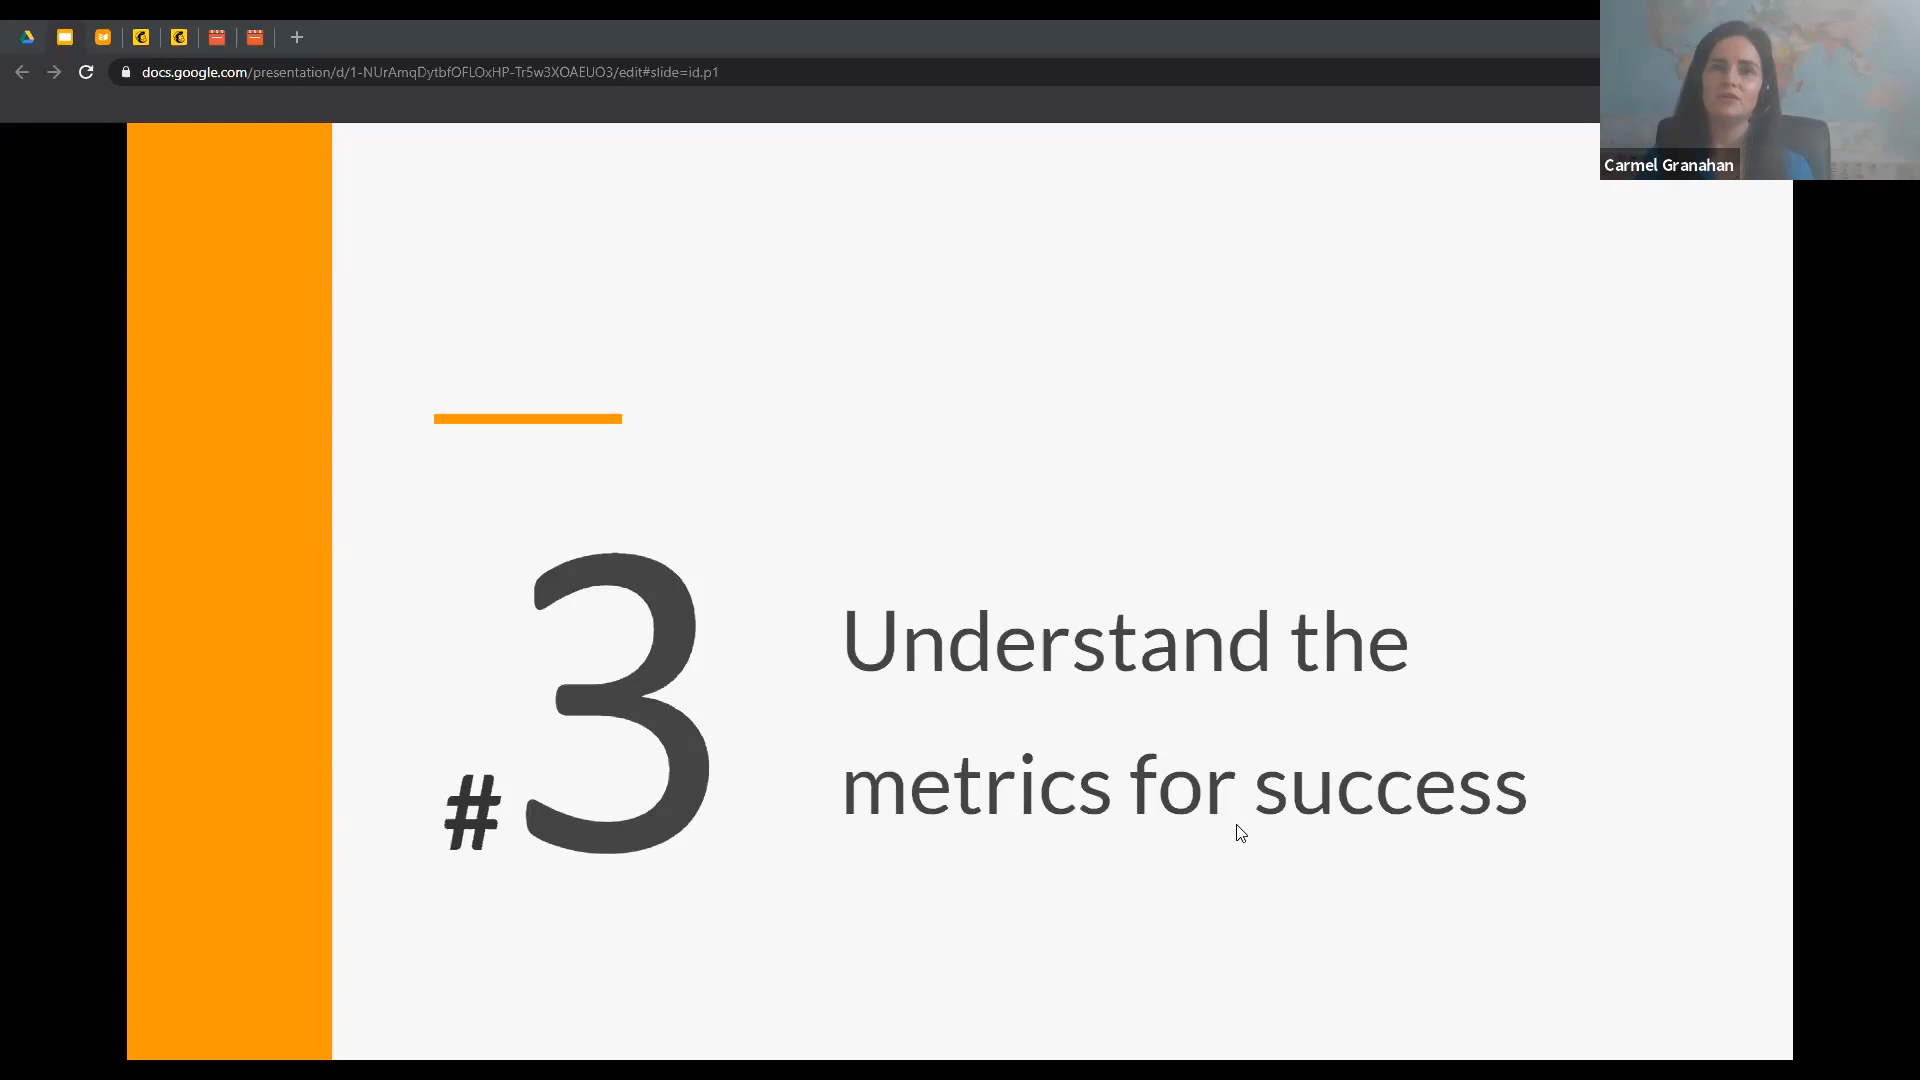 docs.google.com/presentation/d/1-NUrAmqDytbfOFLOxHP-Tr5w3XOAEUO3/edit#slide=id.p1
Carmel Granahan
#3
Understand the
metrics for success